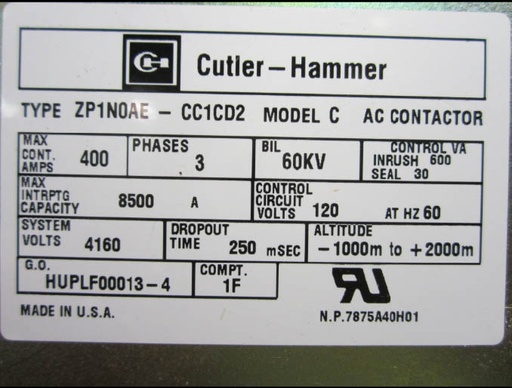 CH Cutler-Hammer
TYPE ZP1N0AE - CC1CD2 MODEL C AC CONTACTOR
MAX CONT. AMPS 400 PHASES 3 BIL 60KV CONTROL VA INRUSH 600 SEAL 30
MAX INTRPTG CAPACITY 8500 A CONTROL CIRCUIT VOLTS 120 AT HZ 60
SYSTEM VOLTS 4160 DROPOUT TIME 250 mSEC ALTITUDE -1000m to +2000m
G.O. HUPLF00013-4 COMPT. 1F
MADE IN U.S.A. RU N.P.7875A40H01